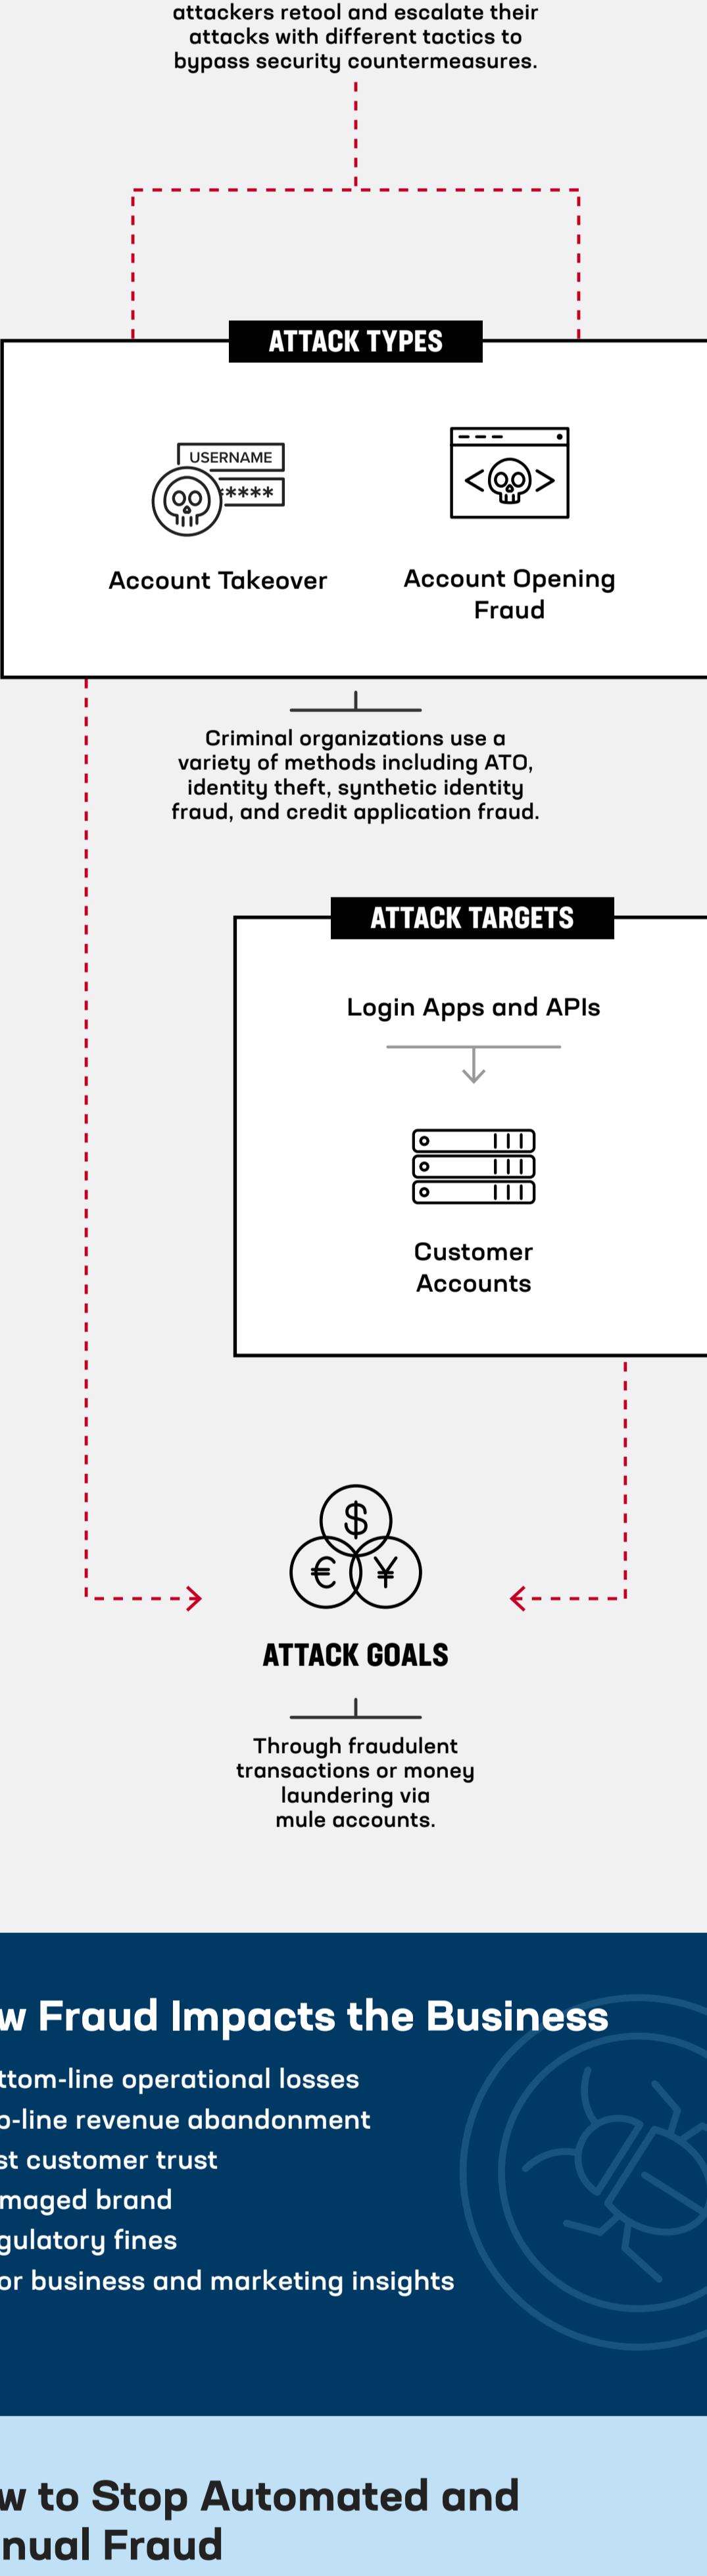 attackers retool and escalate their
attacks with different tactics to
bypass security countermeasures.
ATTACK TYPES
USERNAME
*****
Account Takeover
Account Opening
Fraud
Criminal organizations use a
variety of methods including ATO,
identity theft, synthetic identity
fraud, and credit application fraud.
ATTACK TARGETS
Login Apps and APIs
Customer
Accounts
$
€ ¥
ATTACK GOALS
Through fraudulent
transactions or money
laundering via
mule accounts.
w Fraud Impacts the Business
ttom-line operational losses
p-line revenue abandonment
st customer trust
maged brand
gulatory fines
or business and marketing insights
w to Stop Automated and
nual Fraud